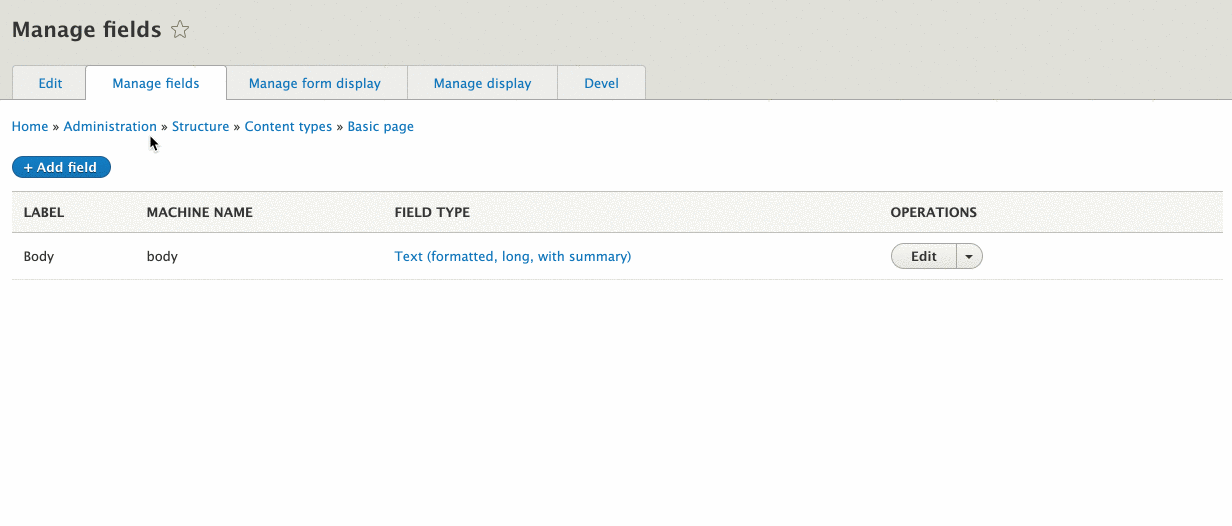 Manage fields
Edit Manage fields Manage form display Manage display Devel
Home » Administration » Structure » Content types » Basic page
+ Add field
LABEL MACHINE NAME FIELD TYPE OPERATIONS
Body body Text (formatted, long, with summary) Edit